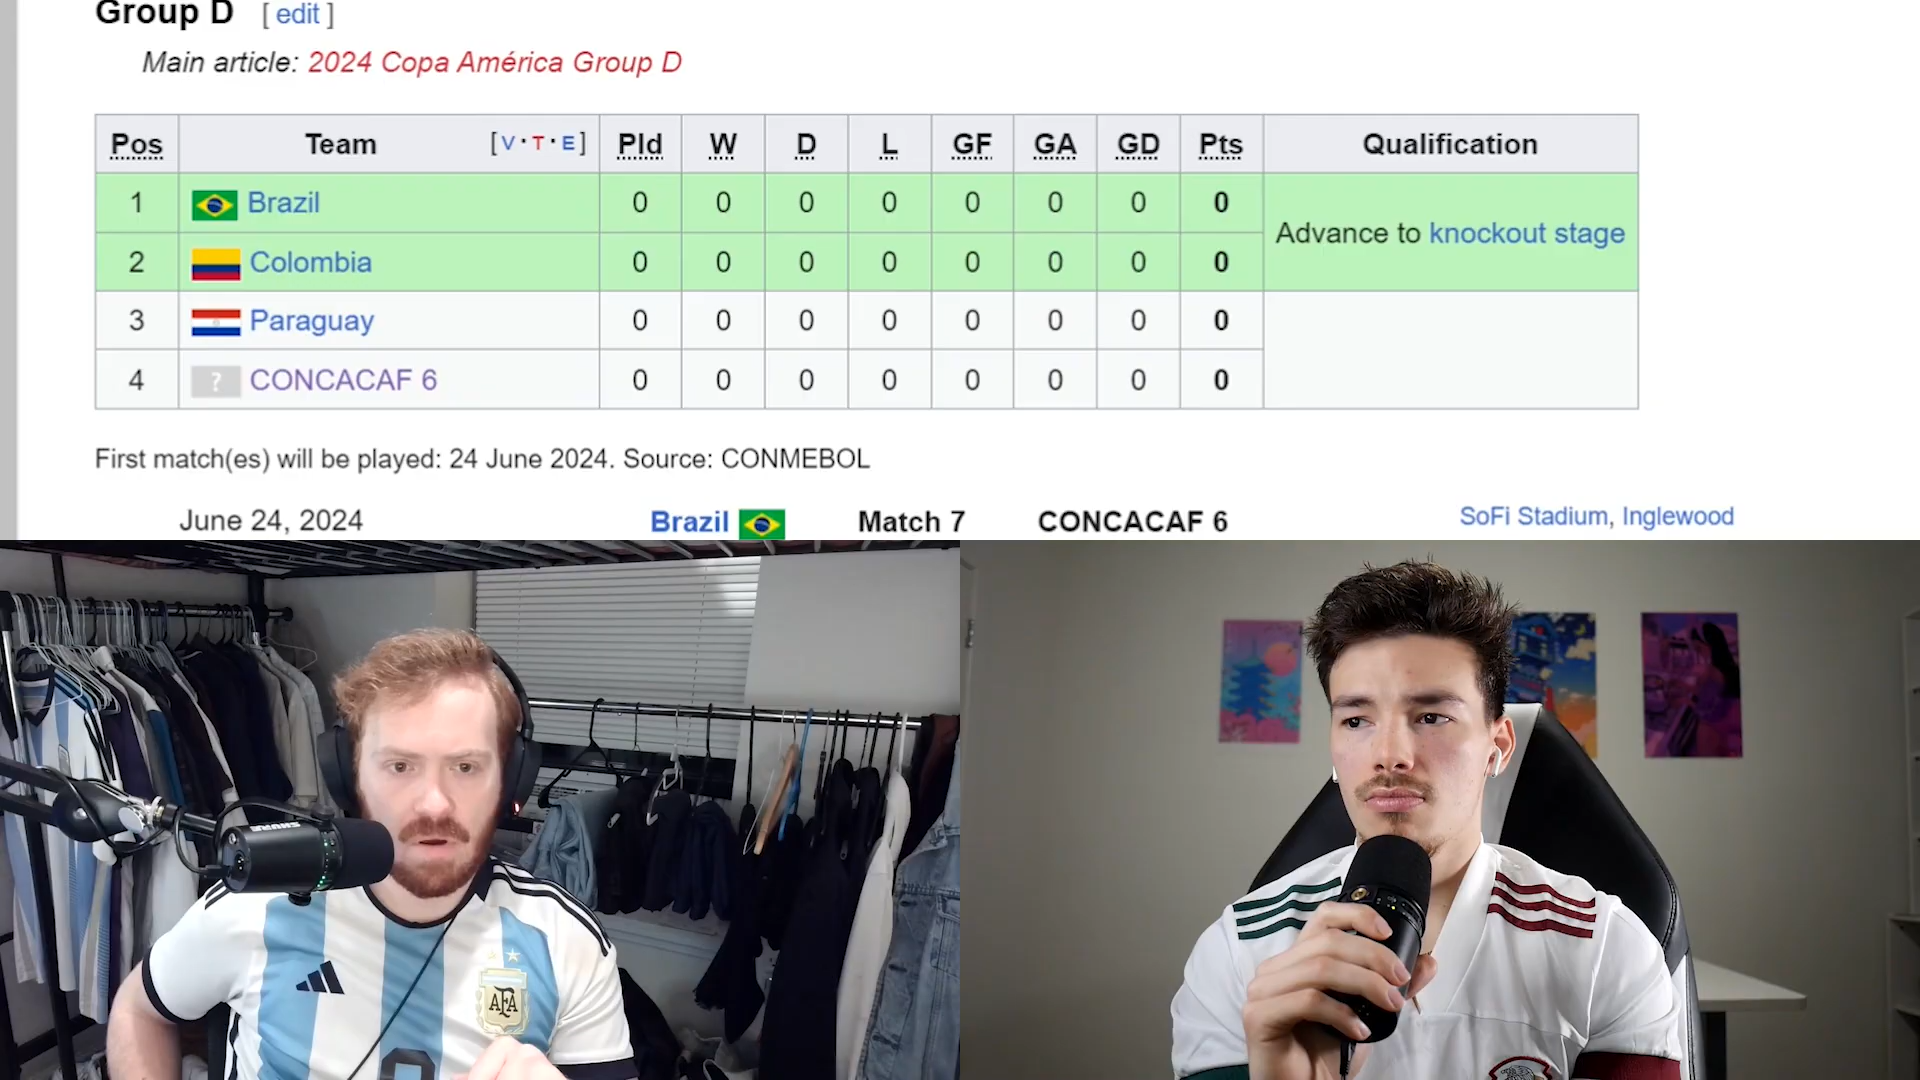 Group D [ edit ]
Main article: 2024 Copa América Group D
Pos Team [V·T·E] Pld W D L GF GA GD Pts Qualification
1 Brazil 0 0 0 0 0 0 0 0 Advance to knockout stage
2 Colombia 0 0 0 0 0 0 0 0
3 Paraguay 0 0 0 0 0 0 0 0
4 ? CONCACAF 6 0 0 0 0 0 0 0 0
First match(es) will be played: 24 June 2024. Source: CONMEBOL
June 24, 2024 Brazil Match 7 CONCACAF 6 SoFi Stadium, Inglewood
SHURE
AFA